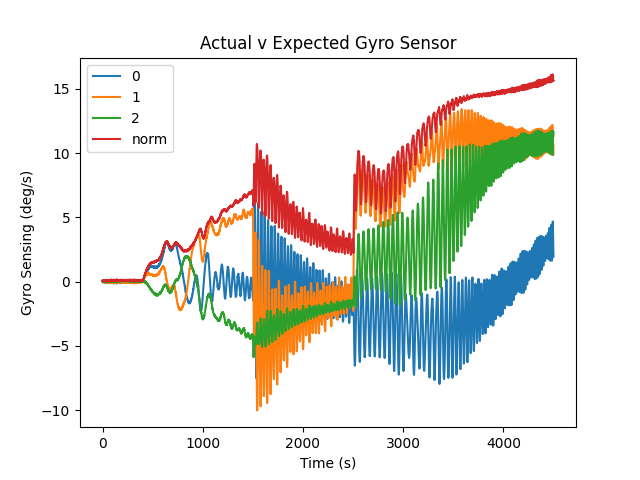 Actual v Expected Gyro Sensor
0
1
2
norm
15
10
5
0
−5
−10
Gyro Sensing (deg/s)
0 1000 2000 3000 4000
Time (s)